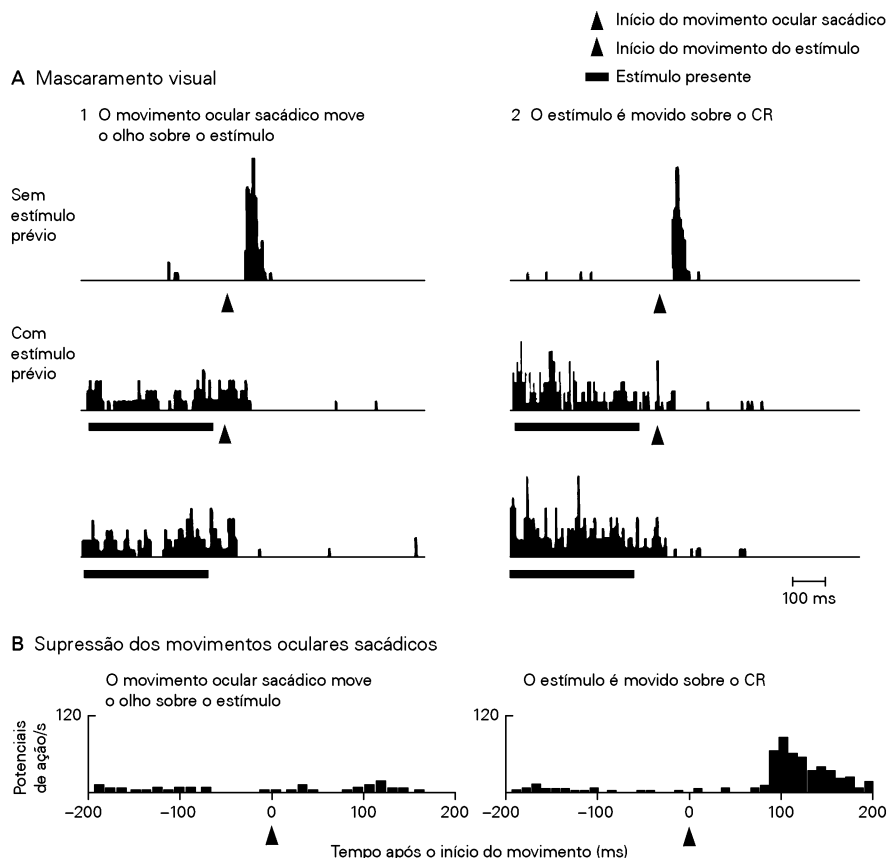 Início do movimento ocular sacádico
Início do movimento do estímulo
Estímulo presente
A Mascaramento visual
1 O movimento ocular sacádico move
o olho sobre o estímulo
2 O estímulo é movido sobre o CR
Sem
estímulo
prévio
Com
estímulo
prévio
100 ms
B Supressão dos movimentos oculares sacádicos
O movimento ocular sacádico move
o olho sobre o estímulo
O estímulo é movido sobre o CR
Potenciais
de ação/s
120
120
−200 −100 0 100 200
−200 −100 0 100 200
Tempo após o início do movimento (ms)